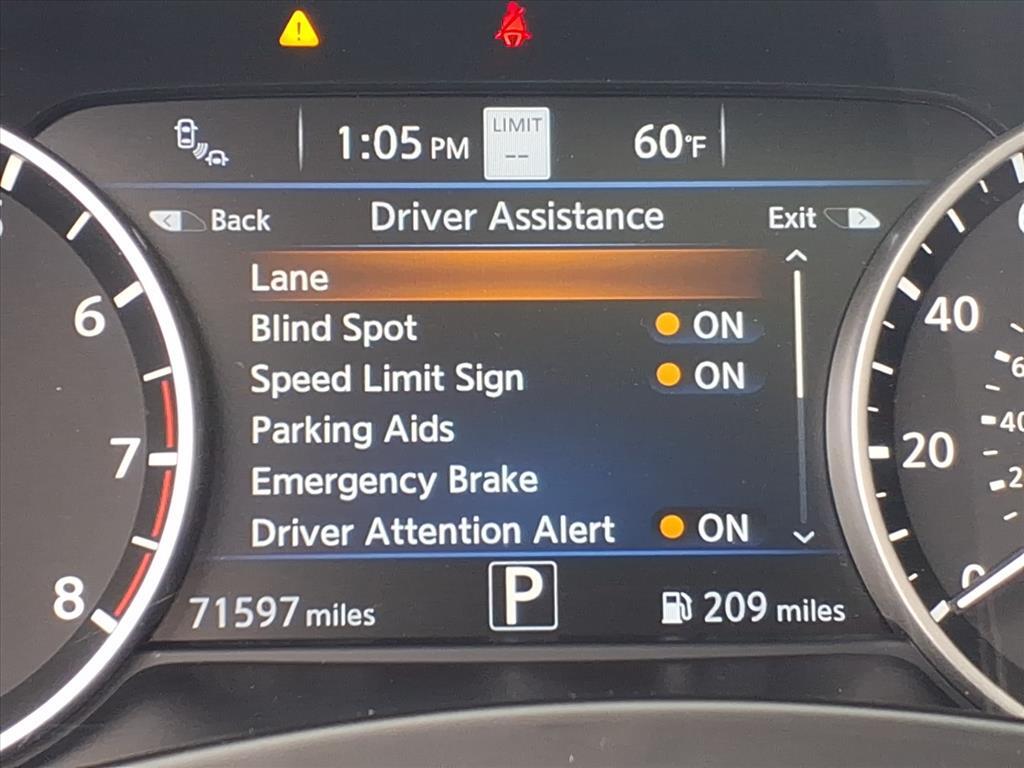 1:05 PM
LIMIT
--
60°F
Back
Driver Assistance
Exit
Lane
Blind Spot ON
Speed Limit Sign ON
Parking Aids
Emergency Brake
Driver Attention Alert ON
71597 miles
P
209 miles
6
7
8
40
20
0